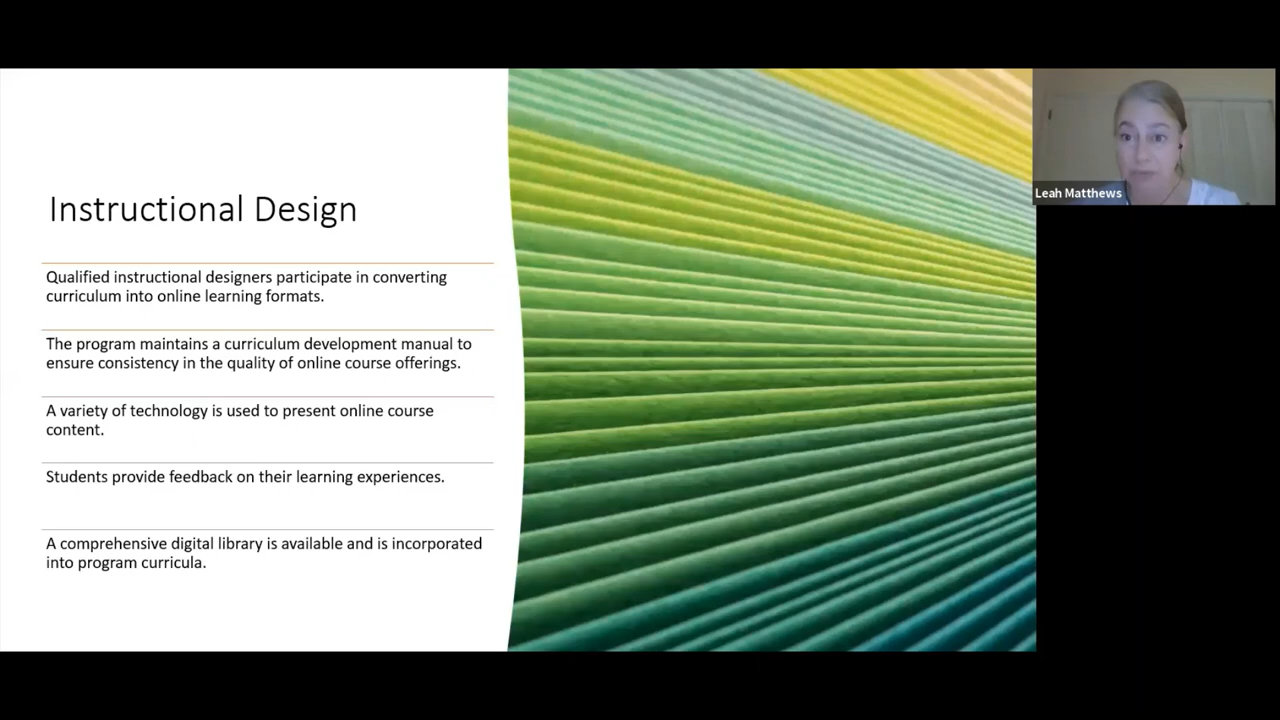 Instructional Design
Qualified instructional designers participate in converting
curriculum into online learning formats.
The program maintains a curriculum development manual to
ensure consistency in the quality of online course offerings.
A variety of technology is used to present online course
content.
Students provide feedback on their learning experiences.
A comprehensive digital library is available and is incorporated
into program curricula.
Leah Matthews